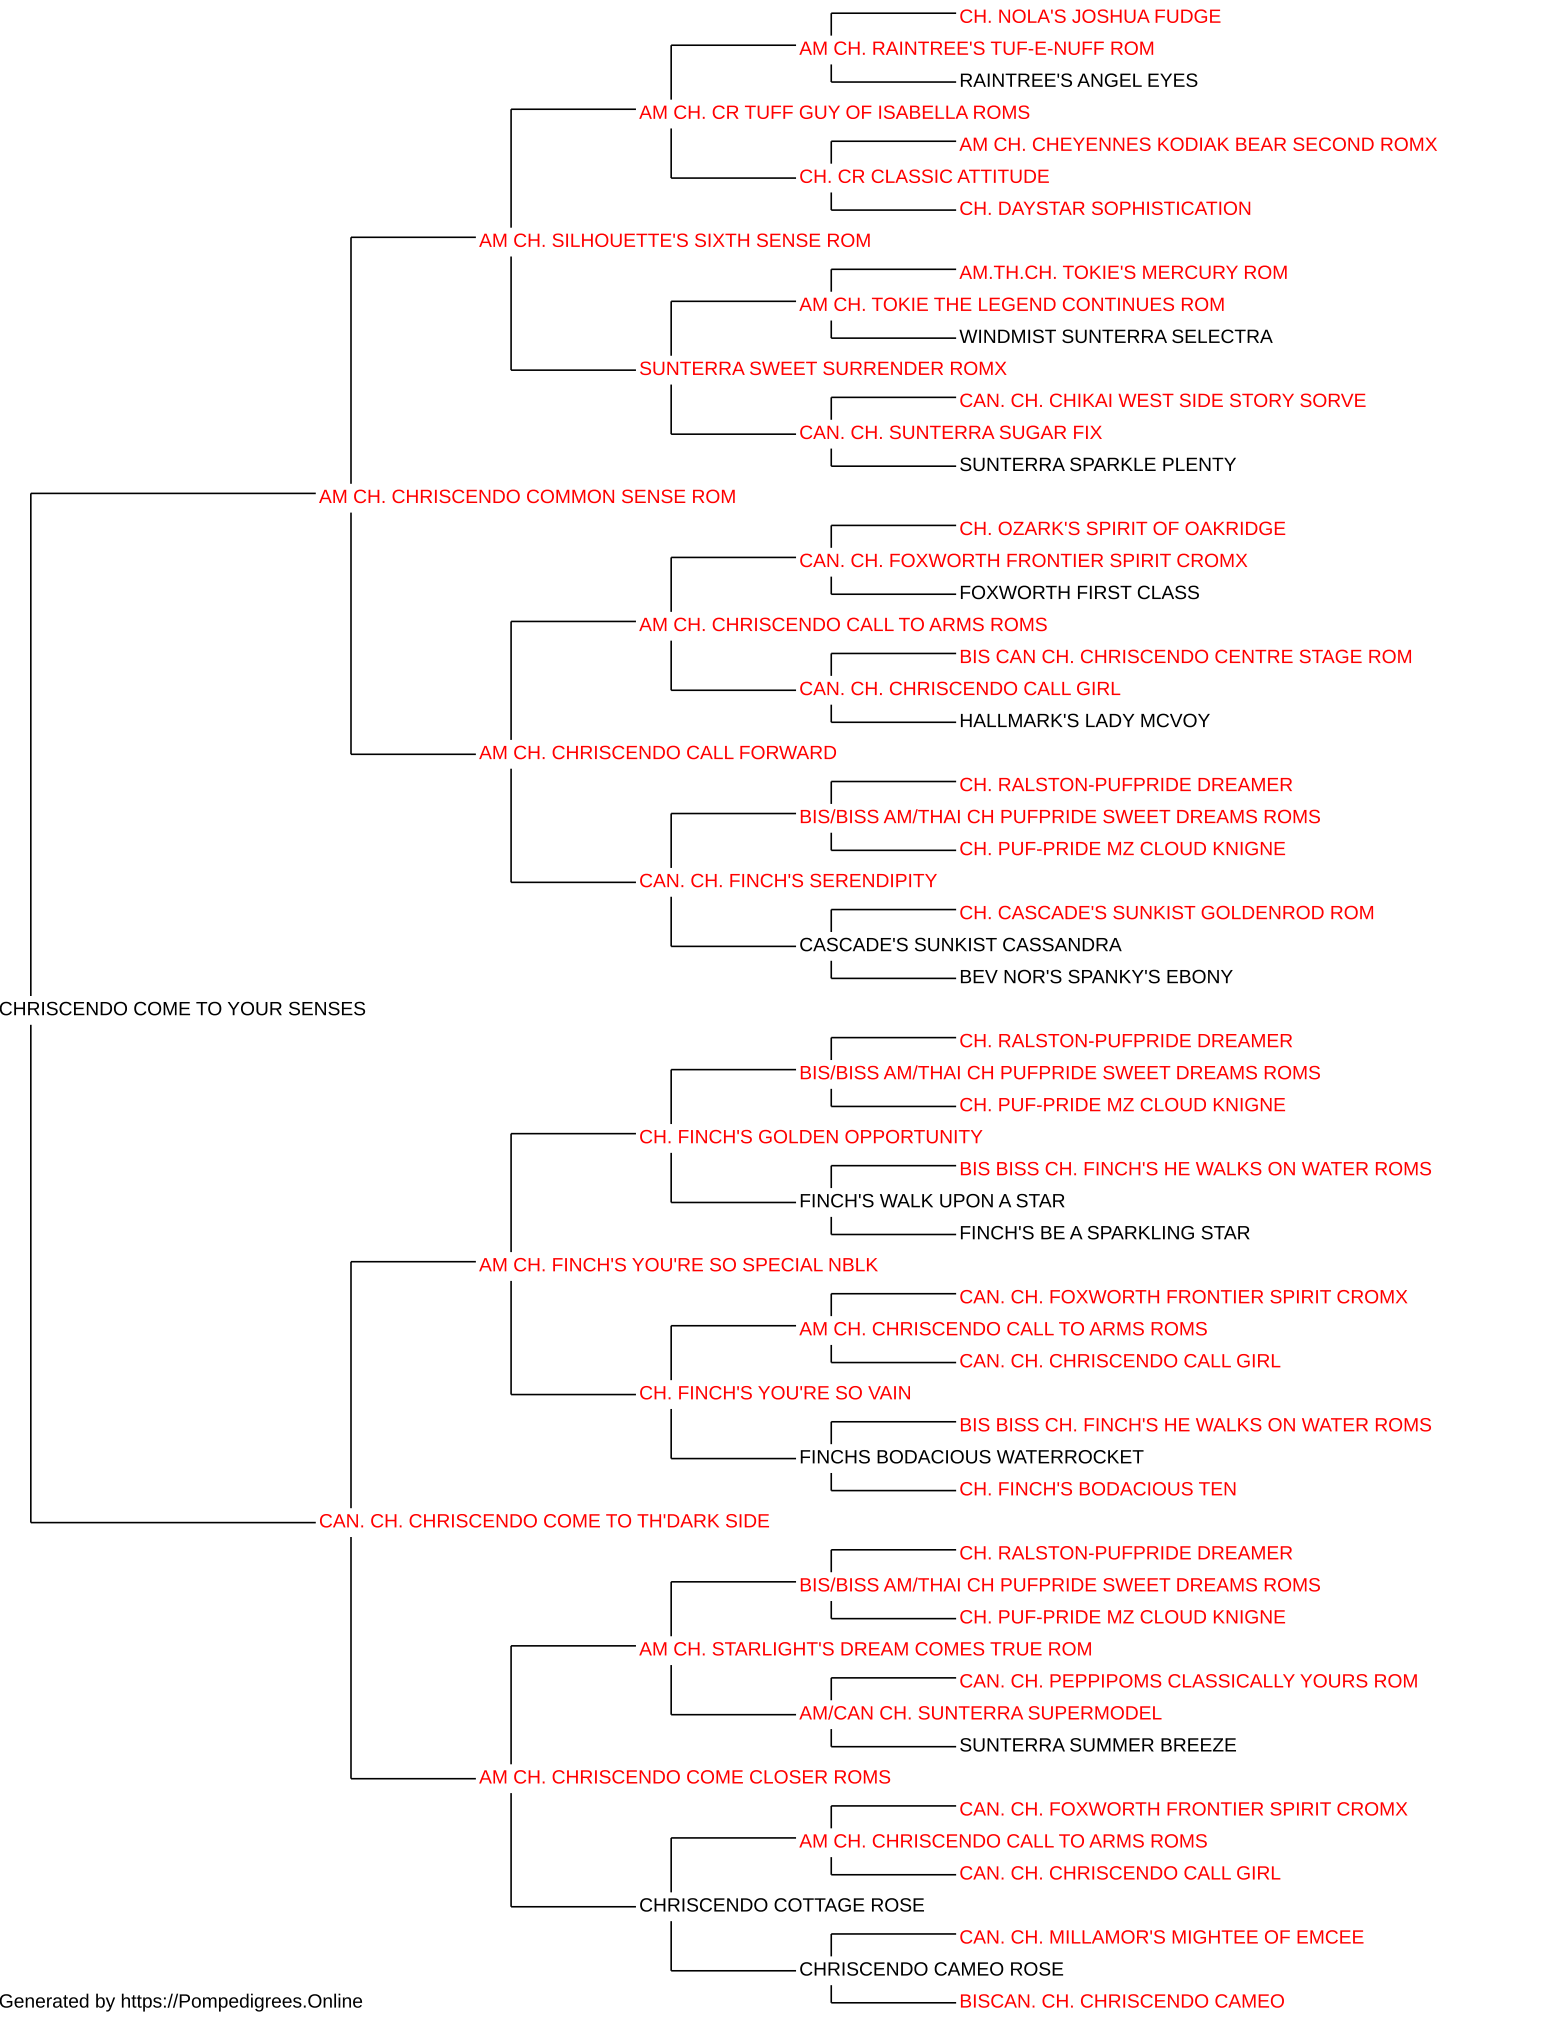 CH. NOLA'S JOSHUA FUDGE
AM CH. RAINTREE'S TUF-E-NUFF ROM
RAINTREE'S ANGEL EYES
AM CH. CR TUFF GUY OF ISABELLA ROMS
AM CH. CHEYENNES KODIAK BEAR SECOND ROMX
CH. CR CLASSIC ATTITUDE
CH. DAYSTAR SOPHISTICATION
AM CH. SILHOUETTE'S SIXTH SENSE ROM
AM.TH.CH. TOKIE'S MERCURY ROM
AM CH. TOKIE THE LEGEND CONTINUES ROM
WINDMIST SUNTERRA SELECTRA
SUNTERRA SWEET SURRENDER ROMX
CAN. CH. CHIKAI WEST SIDE STORY SORVE
CAN. CH. SUNTERRA SUGAR FIX
SUNTERRA SPARKLE PLENTY
AM CH. CHRISCENDO COMMON SENSE ROM
CH. OZARK'S SPIRIT OF OAKRIDGE
CAN. CH. FOXWORTH FRONTIER SPIRIT CROMX
FOXWORTH FIRST CLASS
AM CH. CHRISCENDO CALL TO ARMS ROMS
BIS CAN CH. CHRISCENDO CENTRE STAGE ROM
CAN. CH. CHRISCENDO CALL GIRL
HALLMARK'S LADY MCVOY
AM CH. CHRISCENDO CALL FORWARD
CH. RALSTON-PUFPRIDE DREAMER
BIS/BISS AM/THAI CH PUFPRIDE SWEET DREAMS ROMS
CH. PUF-PRIDE MZ CLOUD KNIGNE
CAN. CH. FINCH'S SERENDIPITY
CH. CASCADE'S SUNKIST GOLDENROD ROM
CASCADE'S SUNKIST CASSANDRA
BEV NOR'S SPANKY'S EBONY
CHRISCENDO COME TO YOUR SENSES
CH. RALSTON-PUFPRIDE DREAMER
BIS/BISS AM/THAI CH PUFPRIDE SWEET DREAMS ROMS
CH. PUF-PRIDE MZ CLOUD KNIGNE
CH. FINCH'S GOLDEN OPPORTUNITY
BIS BISS CH. FINCH'S HE WALKS ON WATER ROMS
FINCH'S WALK UPON A STAR
FINCH'S BE A SPARKLING STAR
AM CH. FINCH'S YOU'RE SO SPECIAL NBLK
CAN. CH. FOXWORTH FRONTIER SPIRIT CROMX
AM CH. CHRISCENDO CALL TO ARMS ROMS
CAN. CH. CHRISCENDO CALL GIRL
CH. FINCH'S YOU'RE SO VAIN
BIS BISS CH. FINCH'S HE WALKS ON WATER ROMS
FINCHS BODACIOUS WATERROCKET
CH. FINCH'S BODACIOUS TEN
CAN. CH. CHRISCENDO COME TO TH'DARK SIDE
CH. RALSTON-PUFPRIDE DREAMER
BIS/BISS AM/THAI CH PUFPRIDE SWEET DREAMS ROMS
CH. PUF-PRIDE MZ CLOUD KNIGNE
AM CH. STARLIGHT'S DREAM COMES TRUE ROM
CAN. CH. PEPPIPOMS CLASSICALLY YOURS ROM
AM/CAN CH. SUNTERRA SUPERMODEL
SUNTERRA SUMMER BREEZE
AM CH. CHRISCENDO COME CLOSER ROMS
CAN. CH. FOXWORTH FRONTIER SPIRIT CROMX
AM CH. CHRISCENDO CALL TO ARMS ROMS
CAN. CH. CHRISCENDO CALL GIRL
CHRISCENDO COTTAGE ROSE
CAN. CH. MILLAMOR'S MIGHTEE OF EMCEE
CHRISCENDO CAMEO ROSE
BISCAN. CH. CHRISCENDO CAMEO
Generated by https://Pompedigrees.Online